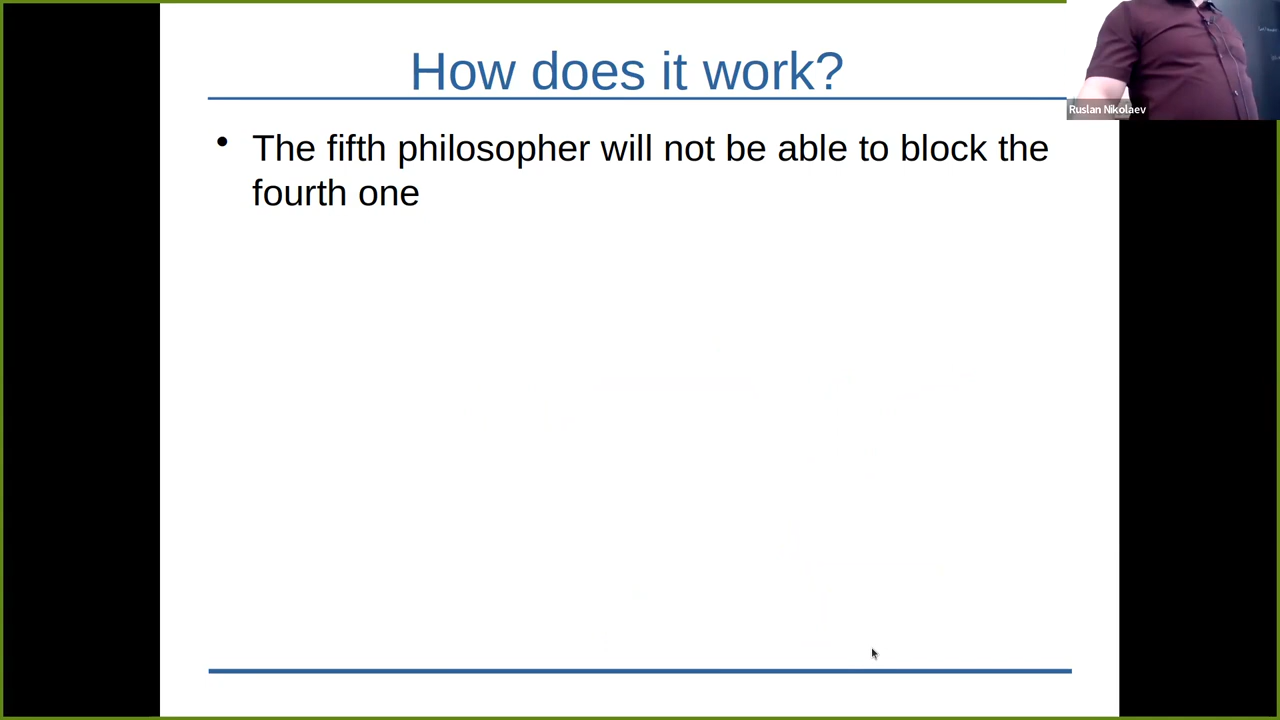 How does it work?
Ruslan Nikolaev
• The fifth philosopher will not be able to block the
fourth one